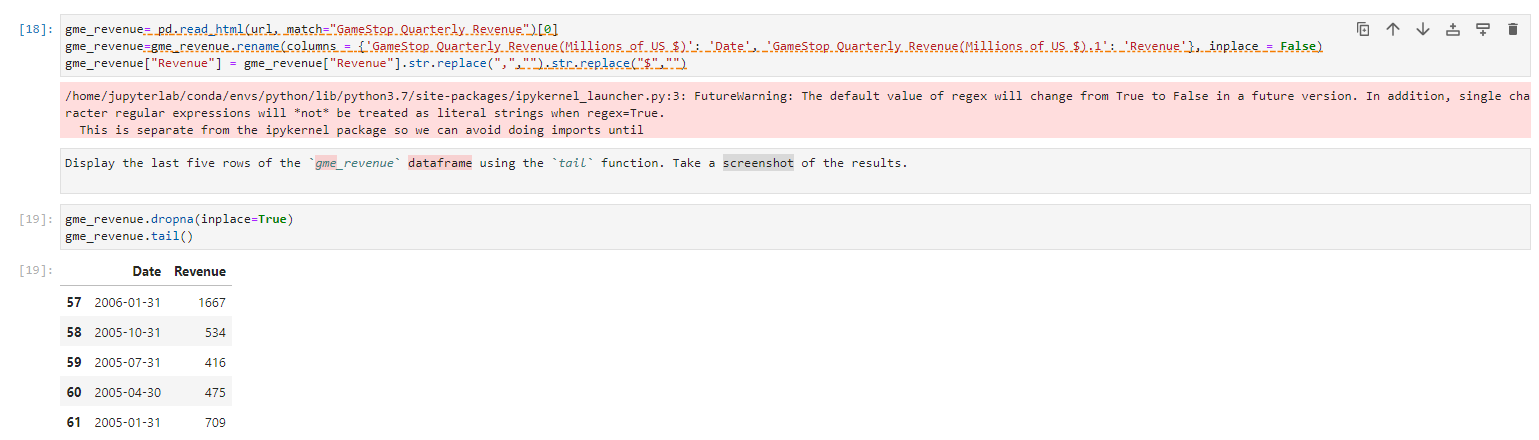 [18]: gme_revenue= pd.read_html(url, match="GameStop Quarterly Revenue")[0]
gme_revenue=gme_revenue.rename(columns = {'GameStop Quarterly Revenue(Millions of US $)': 'Date', 'GameStop Quarterly Revenue(Millions of US $).1': 'Revenue'}, inplace = False)
gme_revenue["Revenue"] = gme_revenue["Revenue"].str.replace(",","").str.replace("$","")
/home/jupyterlab/conda/envs/python/lib/python3.7/site-packages/ipykernel_launcher.py:3: FutureWarning: The default value of regex will change from True to False in a future version. In addition, single cha
racter regular expressions will *not* be treated as literal strings when regex=True.
This is separate from the ipykernel package so we can avoid doing imports until
Display the last five rows of the `gme_revenue` dataframe using the `tail` function. Take a screenshot of the results.
[19]: gme_revenue.dropna(inplace=True)
gme_revenue.tail()
[19]: Date Revenue
57 2006-01-31 1667
58 2005-10-31 534
59 2005-07-31 416
60 2005-04-30 475
61 2005-01-31 709